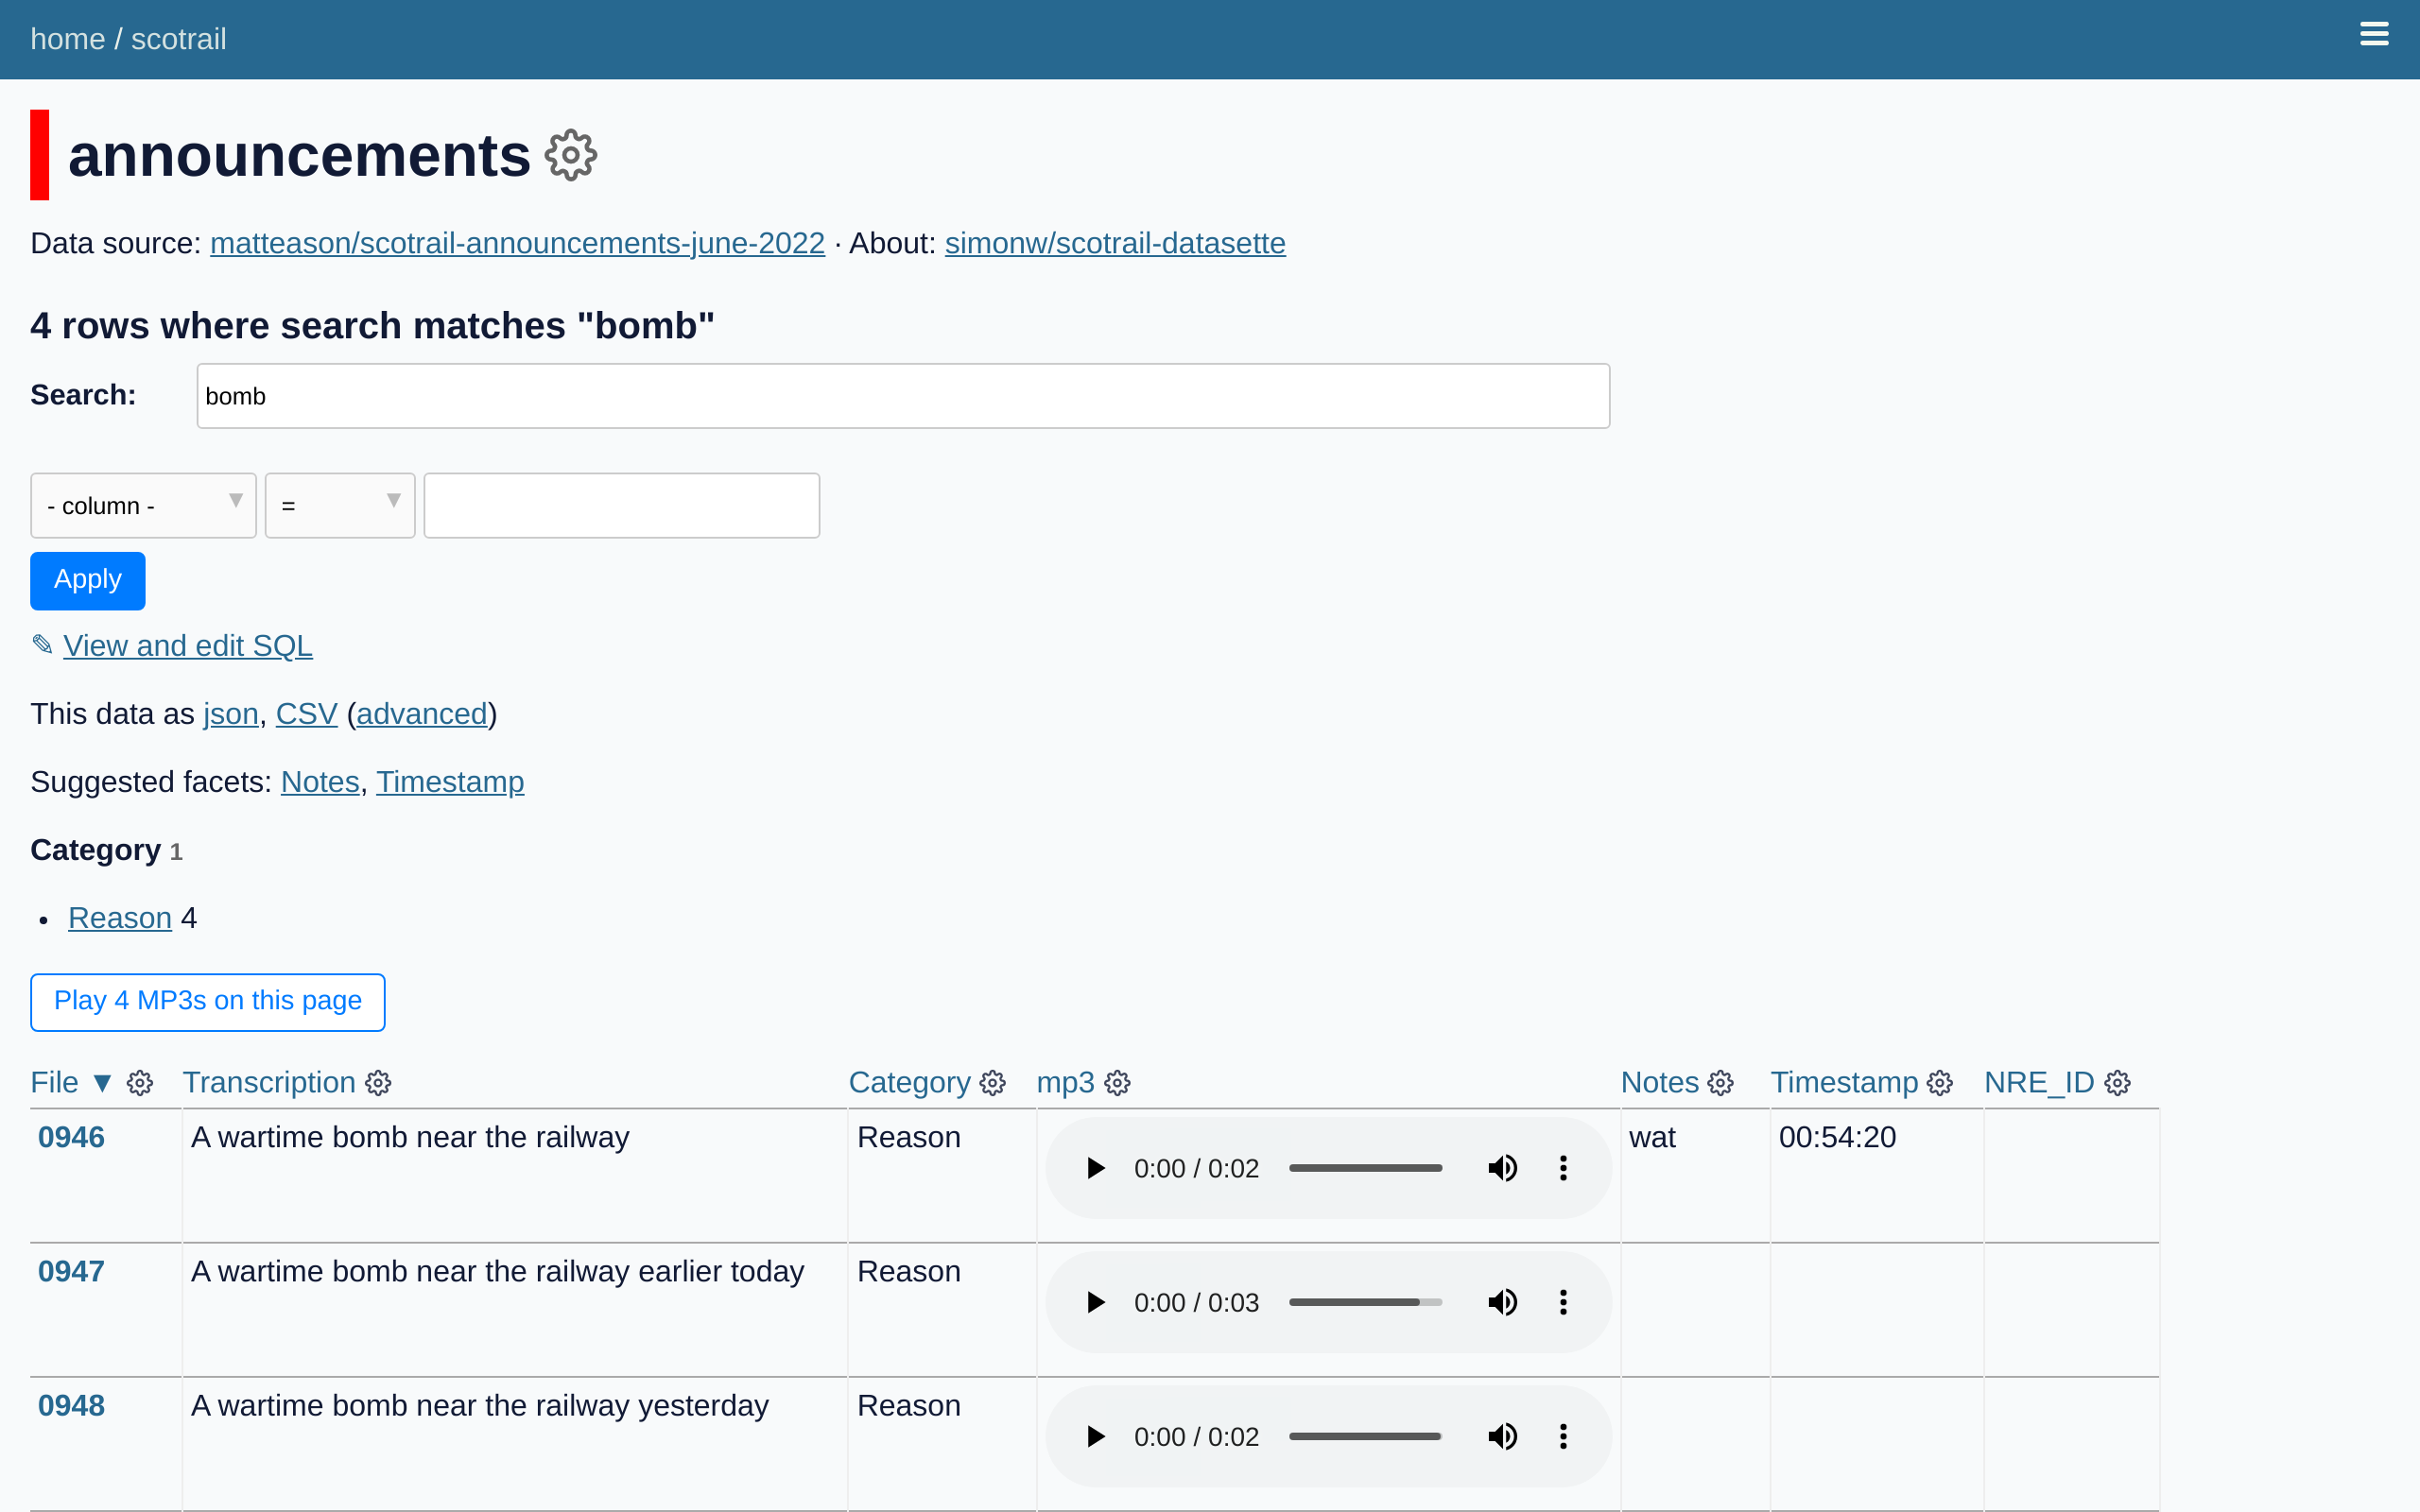 home / scotrail
announcements
Data source: matteason/scotrail-announcements-june-2022 · About: simonw/scotrail-datasette
4 rows where search matches "bomb"
Search: bomb
- column - ▼ = ▼
Apply
✎ View and edit SQL
This data as json, CSV (advanced)
Suggested facets: Notes, Timestamp
Category 1
• Reason 4
Play 4 MP3s on this page
File ▼ Transcription Category mp3 Notes Timestamp NRE_ID
0946 A wartime bomb near the railway Reason 0:00 / 0:02 wat 00:54:20
0947 A wartime bomb near the railway earlier today Reason 0:00 / 0:03
0948 A wartime bomb near the railway yesterday Reason 0:00 / 0:02